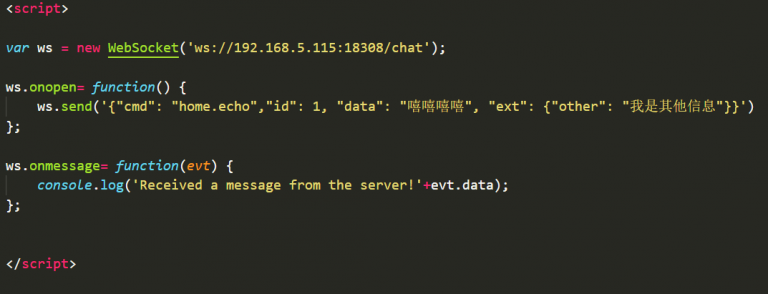 <script>
var ws = new WebSocket('ws://192.168.5.115:18308/chat');
ws.onopen= function() {
    ws.send('{"cmd": "home.echo","id": 1, "data": "嘻嘻嘻嘻", "ext": {"other": "我是其他信息"}}')
};
ws.onmessage= function(evt) {
    console.log('Received a message from the server!'+evt.data);
};
</script>